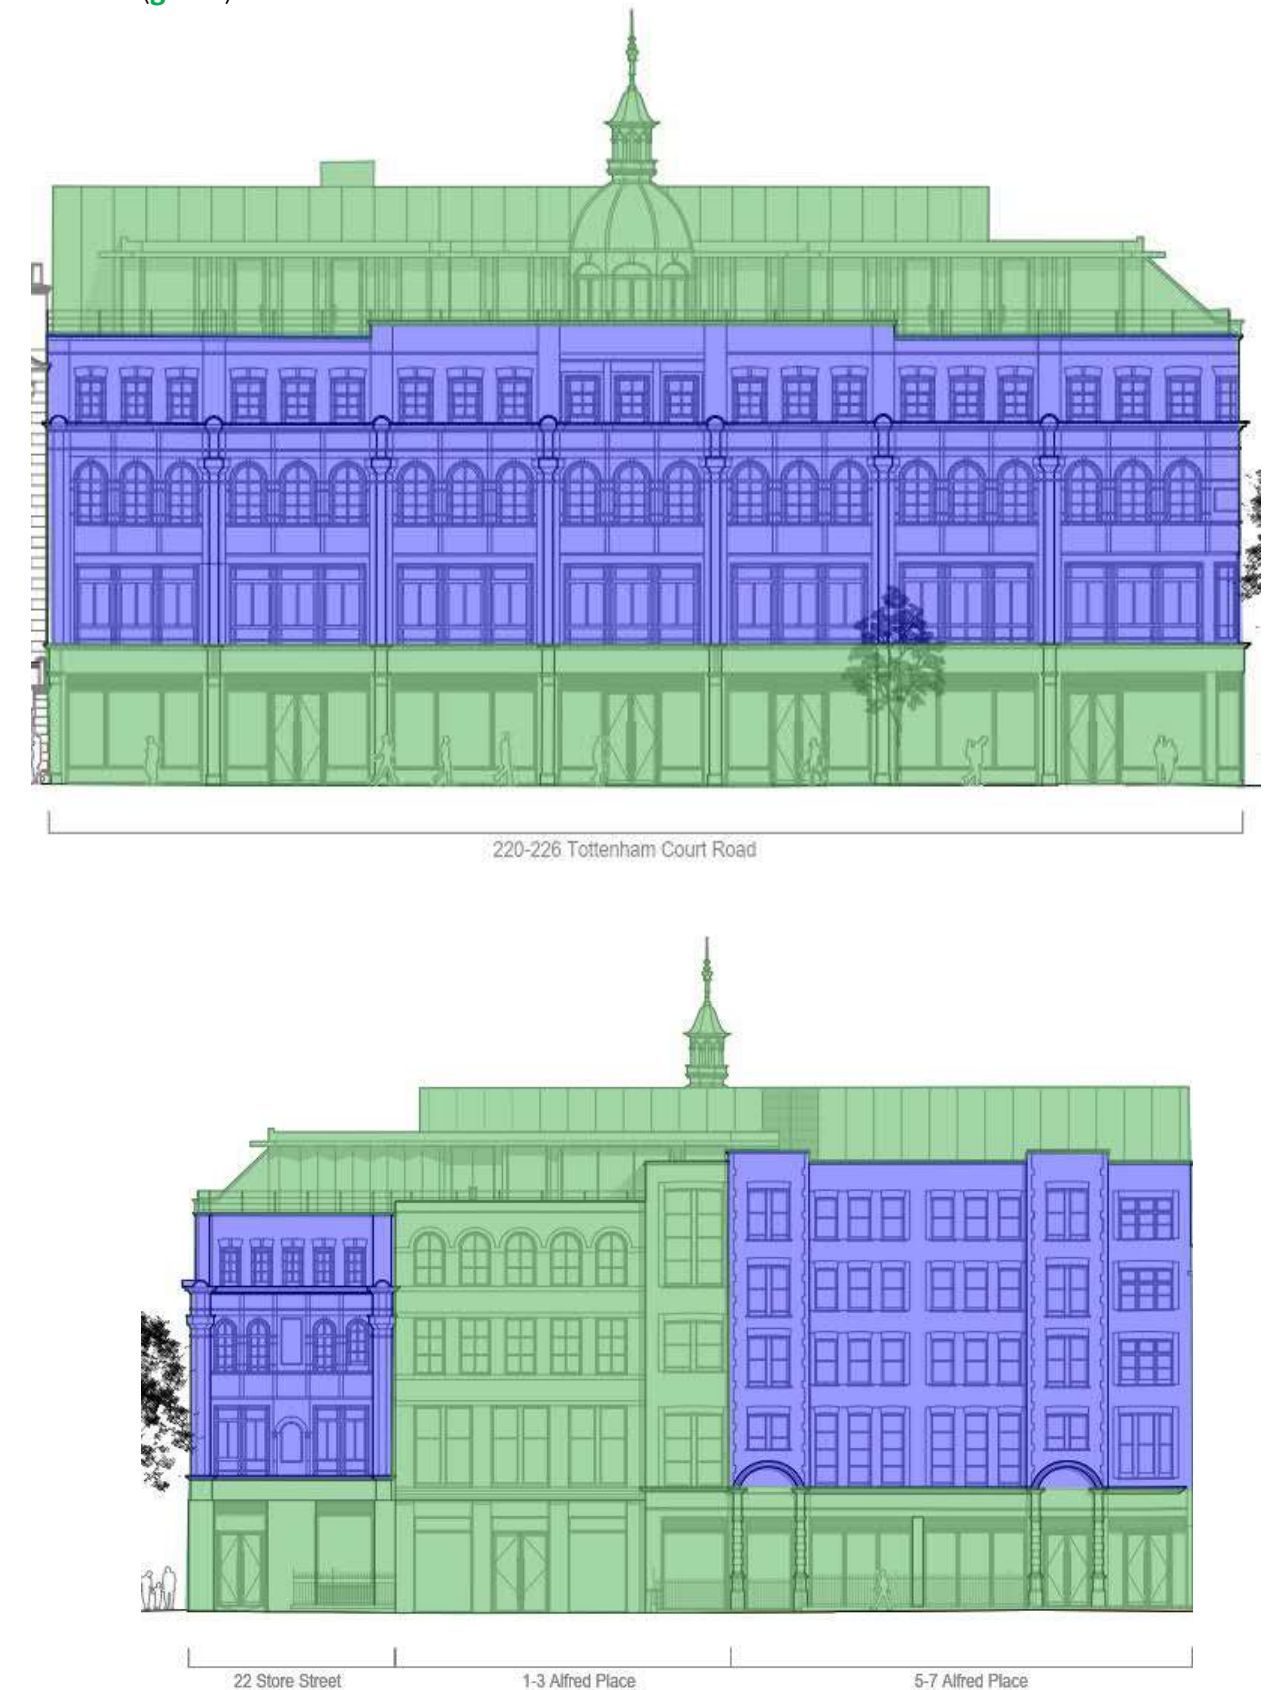 220-226 Tottenham Court Road
22 Store Street
1-3 Alfred Place
5-7 Alfred Place